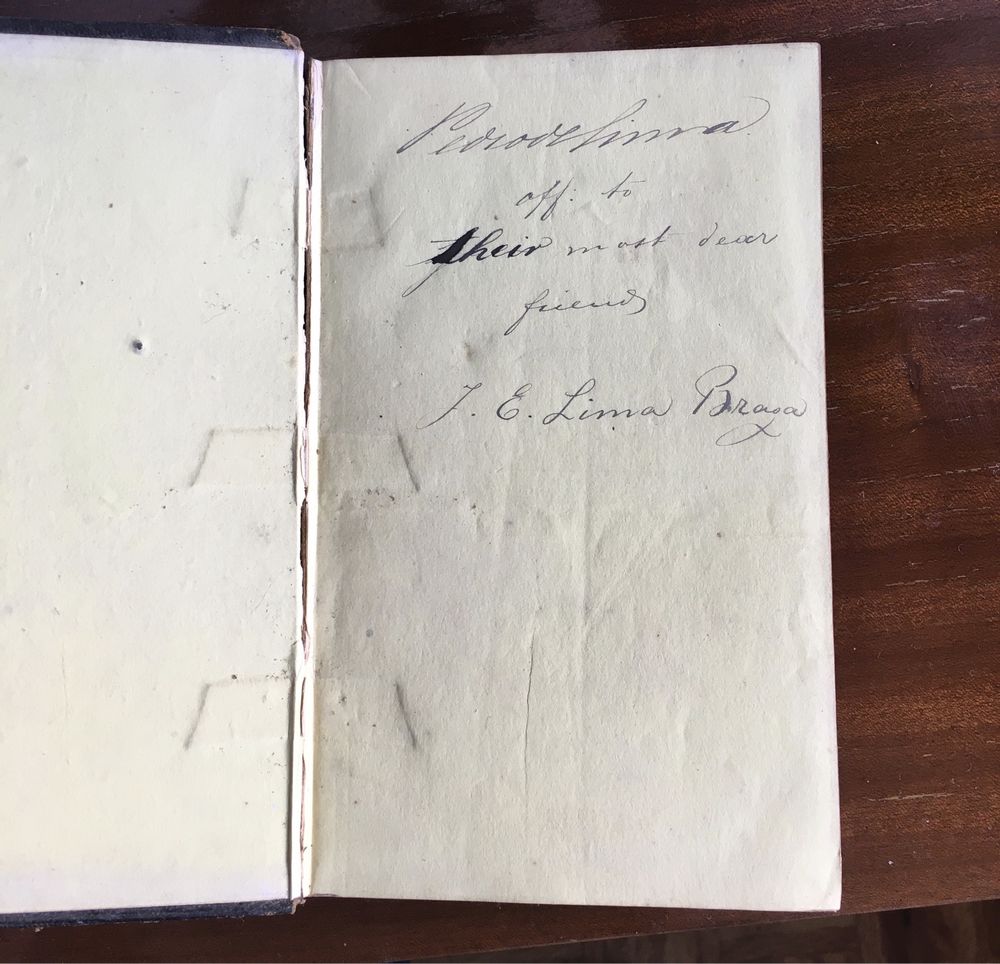 Pedro de Lima
off. to
their most dear
friend
J. E. Lima Braga